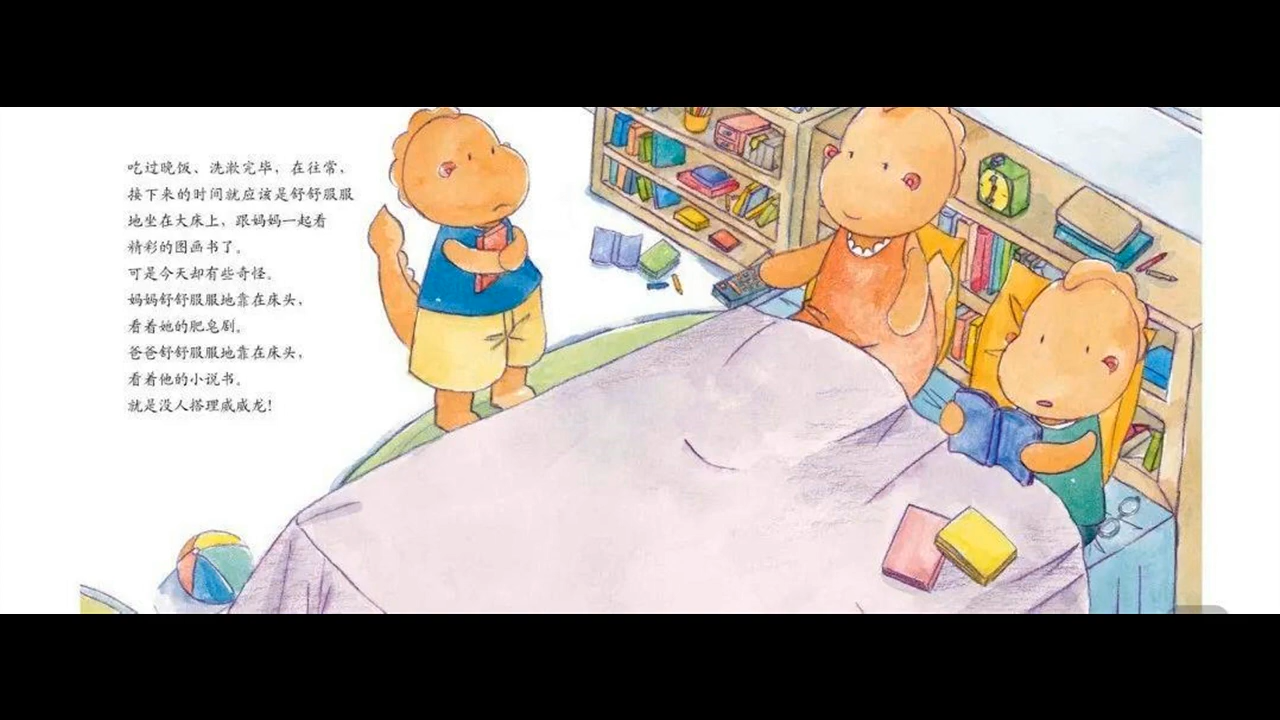 吃过晚饭、洗漱完毕，在往常，
接下来的时间就应该是舒舒服服
地坐在大床上，跟妈妈一起看
精彩的图画书了。
可是今天却有些奇怪。
妈妈舒舒服服地靠在床头，
看着她的肥皂剧。
爸爸舒舒服服地靠在床头，
看着他的小说书。
就是没人搭理威威龙！